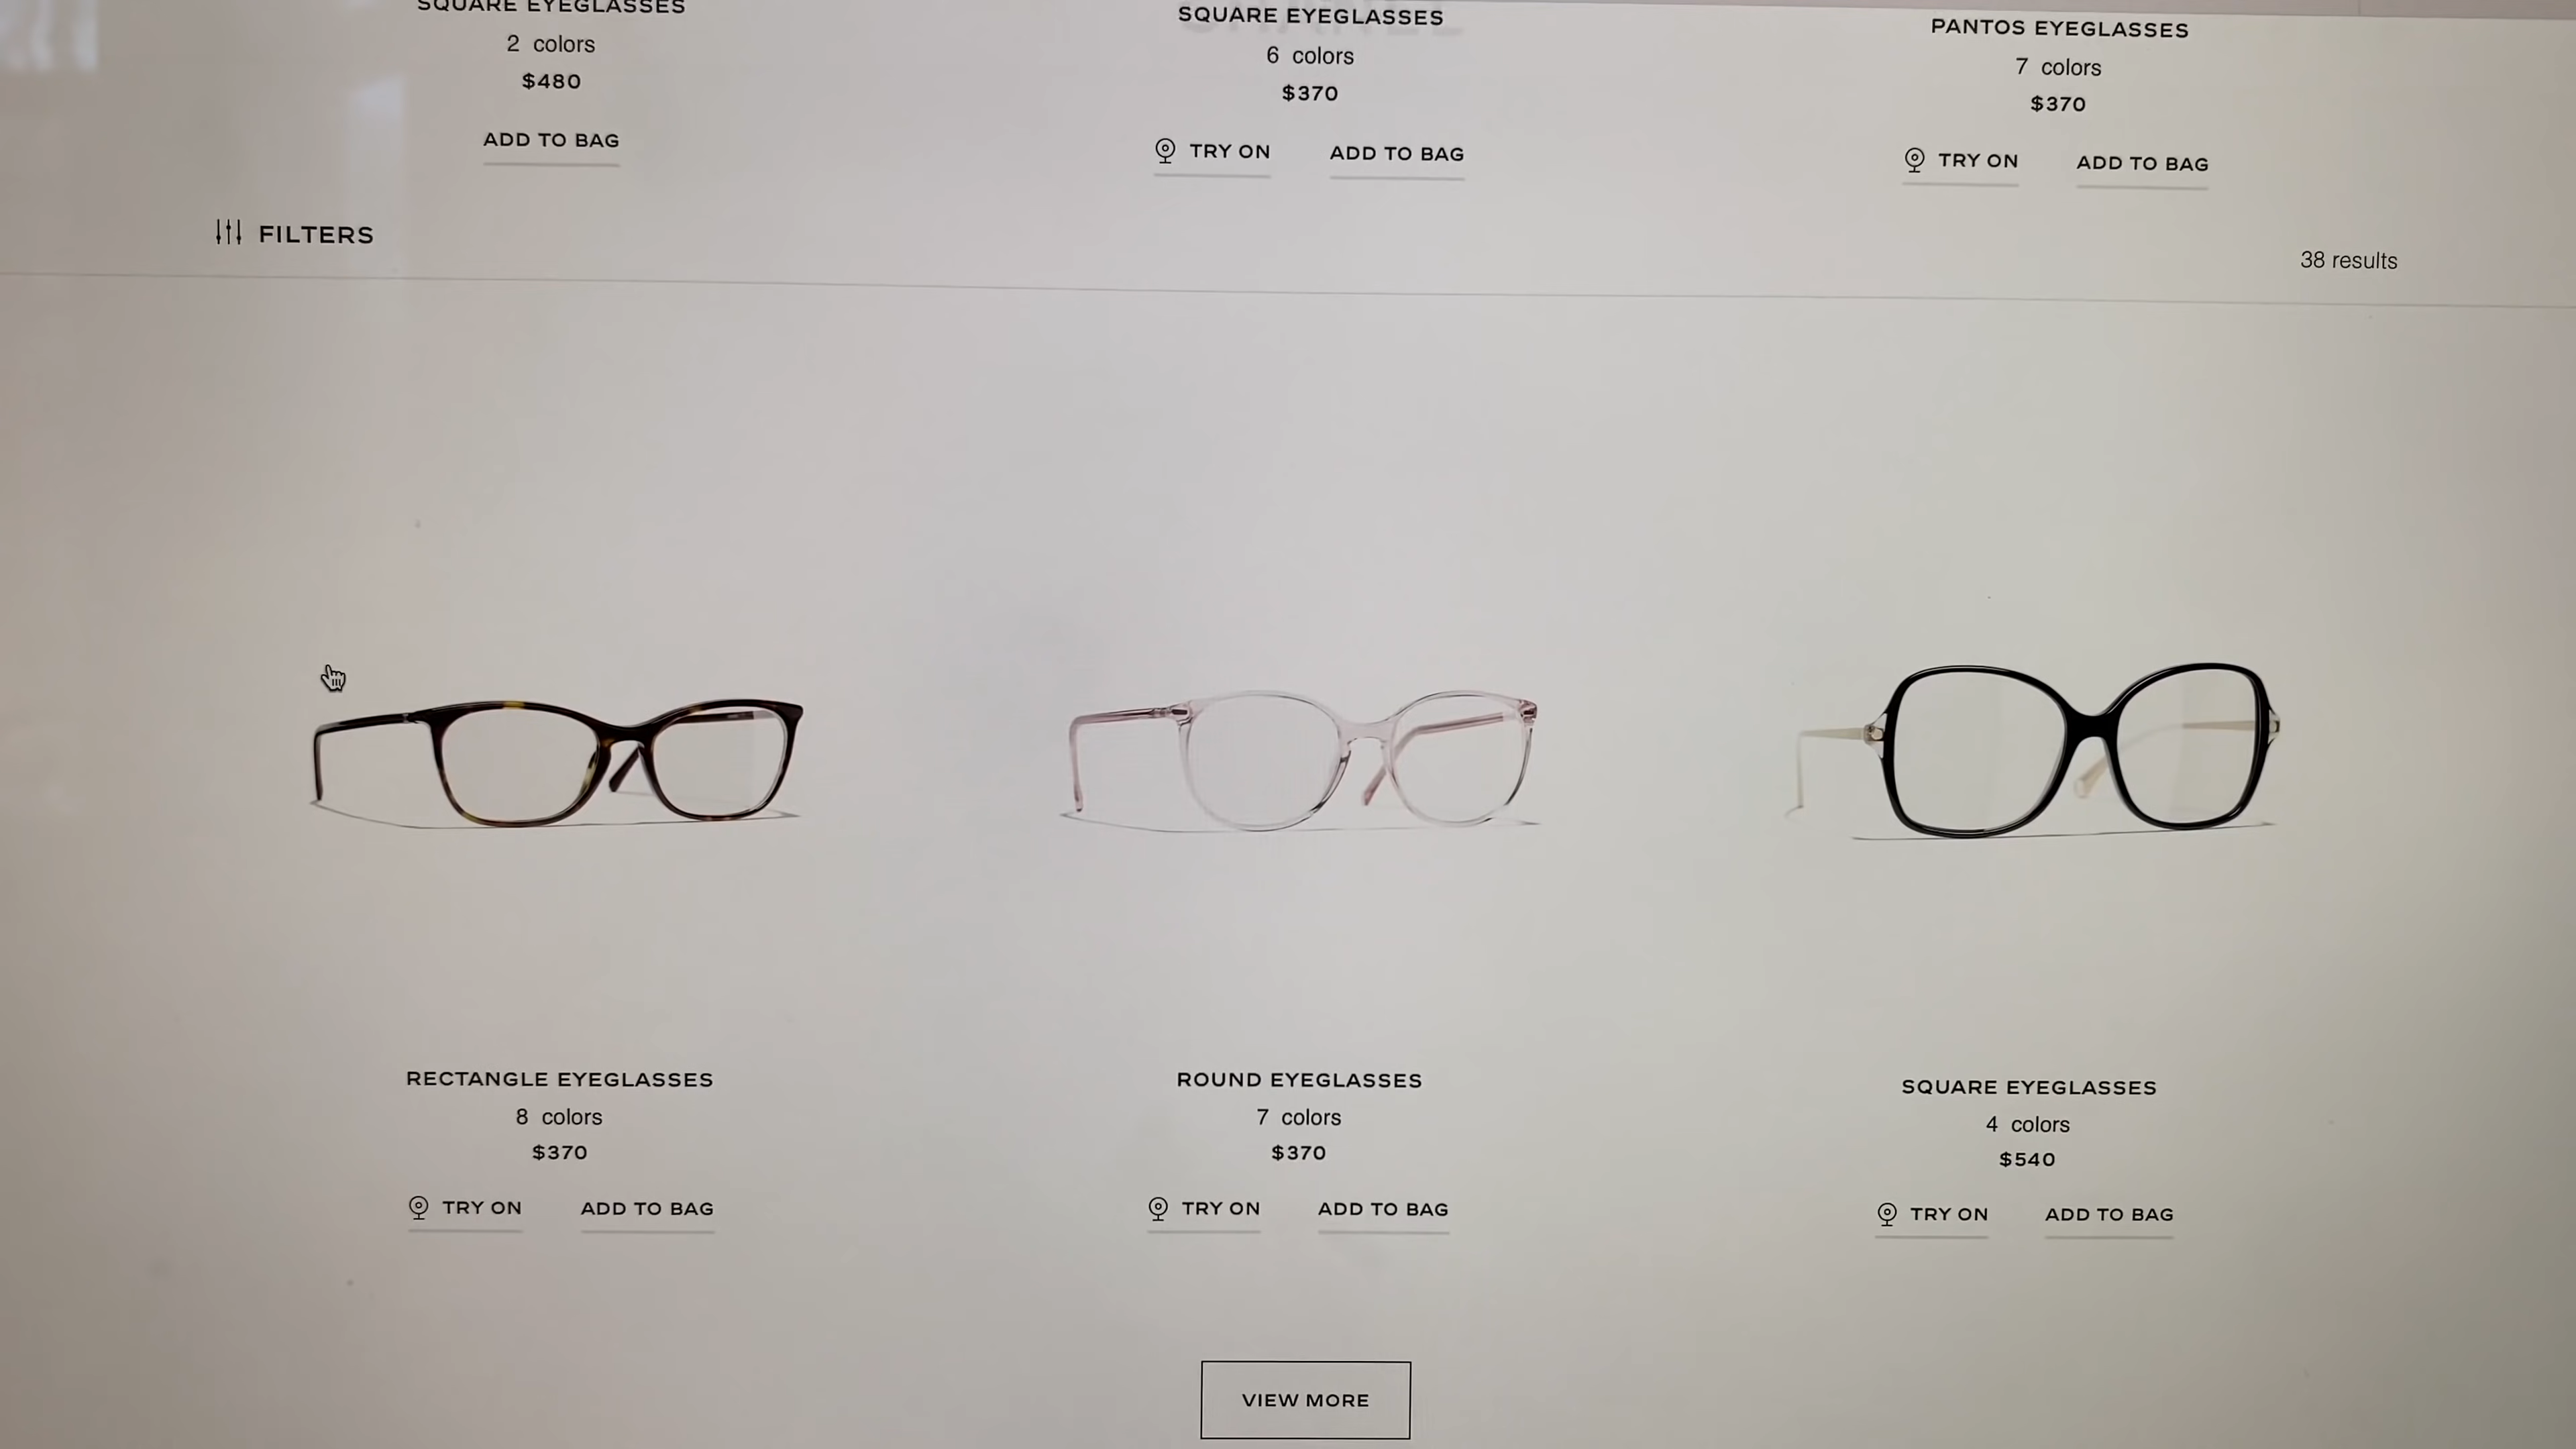 SQUARE EYEGLASSES
2 colors
$480
ADD TO BAG
SQUARE EYEGLASSES
6 colors
$370
TRY ON
ADD TO BAG
PANTOS EYEGLASSES
7 colors
$370
TRY ON
ADD TO BAG
FILTERS
38 results
RECTANGLE EYEGLASSES
8 colors
$370
TRY ON
ADD TO BAG
ROUND EYEGLASSES
7 colors
$370
TRY ON
ADD TO BAG
SQUARE EYEGLASSES
4 colors
$540
TRY ON
ADD TO BAG
VIEW MORE